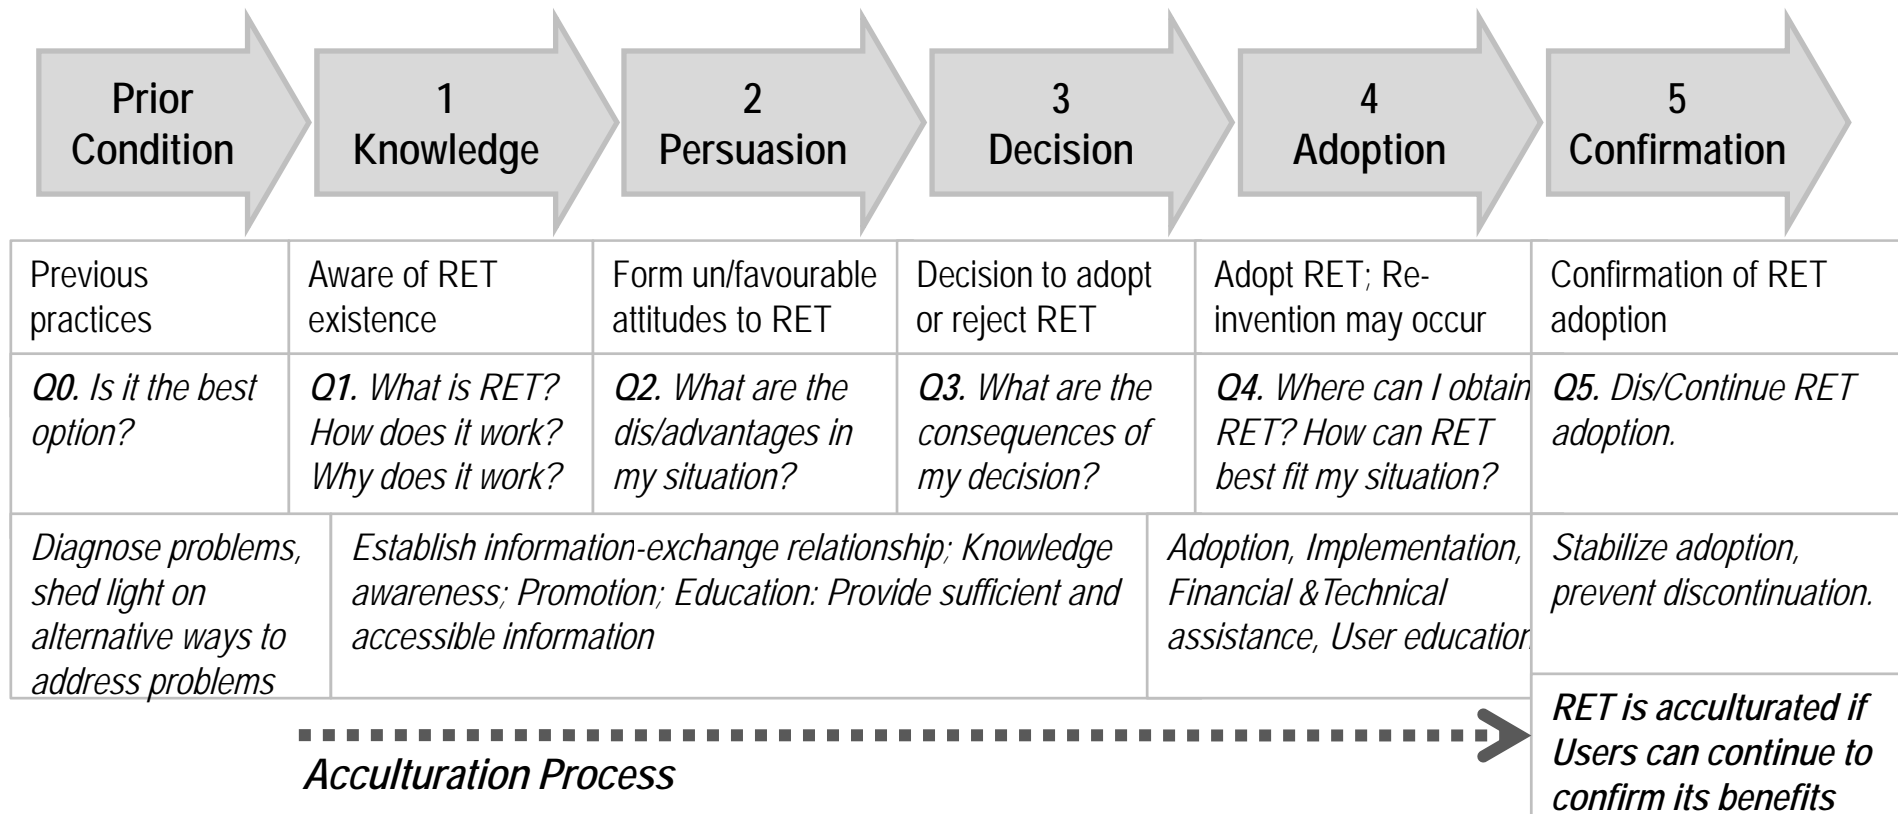 Prior
Condition
1
Knowledge
2
Persuasion
3
Decision
4
Adoption
5
Confirmation
Previous
practices
Aware of RET
existence
Form un/favourable
attitudes to RET
Decision to adopt
or reject RET
Adopt RET; Re-
invention may occur
Confirmation of RET
adoption
Q0. Is it the best
option?
Q1. What is RET?
How does it work?
Why does it work?
Q2. What are the
dis/advantages in
my situation?
Q3. What are the
consequences of
my decision?
Q4. Where can I obtain
RET? How can RET
best fit my situation?
Q5. Dis/Continue RET
adoption.
Diagnose problems,
shed light on
alternative ways to
address problems
Establish information-exchange relationship; Knowledge
awareness; Promotion; Education: Provide sufficient and
accessible information
Adoption, Implementation,
Financial &Technical
assistance, User education
Stabilize adoption,
prevent discontinuation.
RET is acculturated if
Users can continue to
confirm its benefits
Acculturation Process